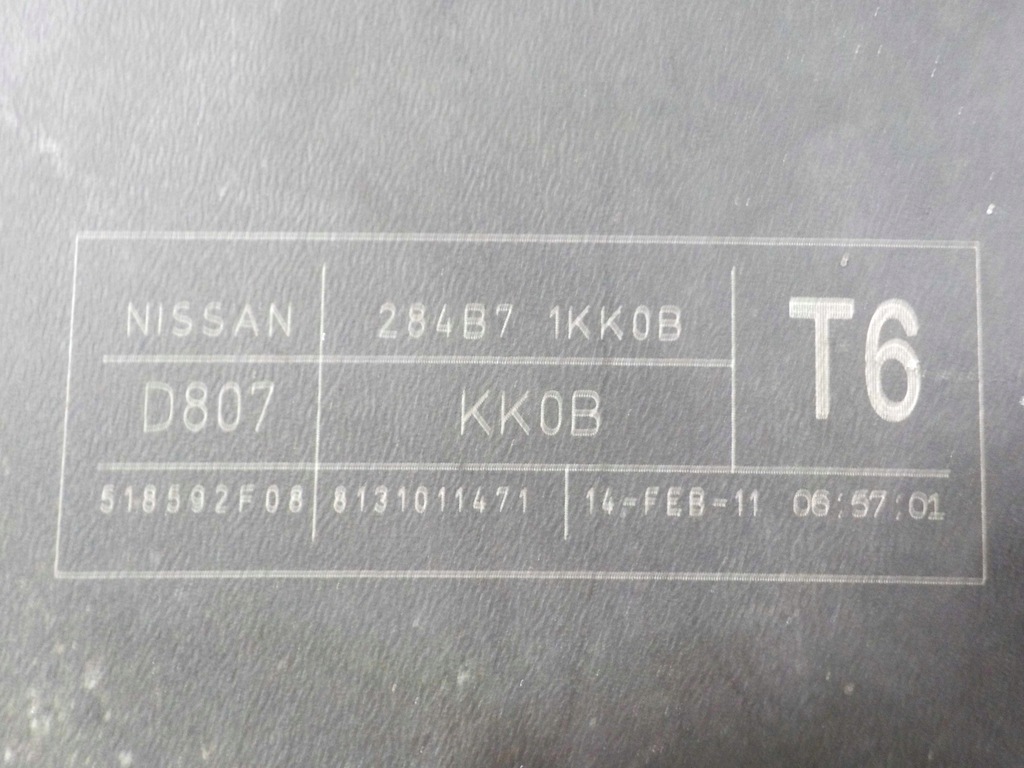 NISSAN 284B7 1KK0B T6
D807 KK0B
518592F08 8131011471 14-FEB-11 06:57:01